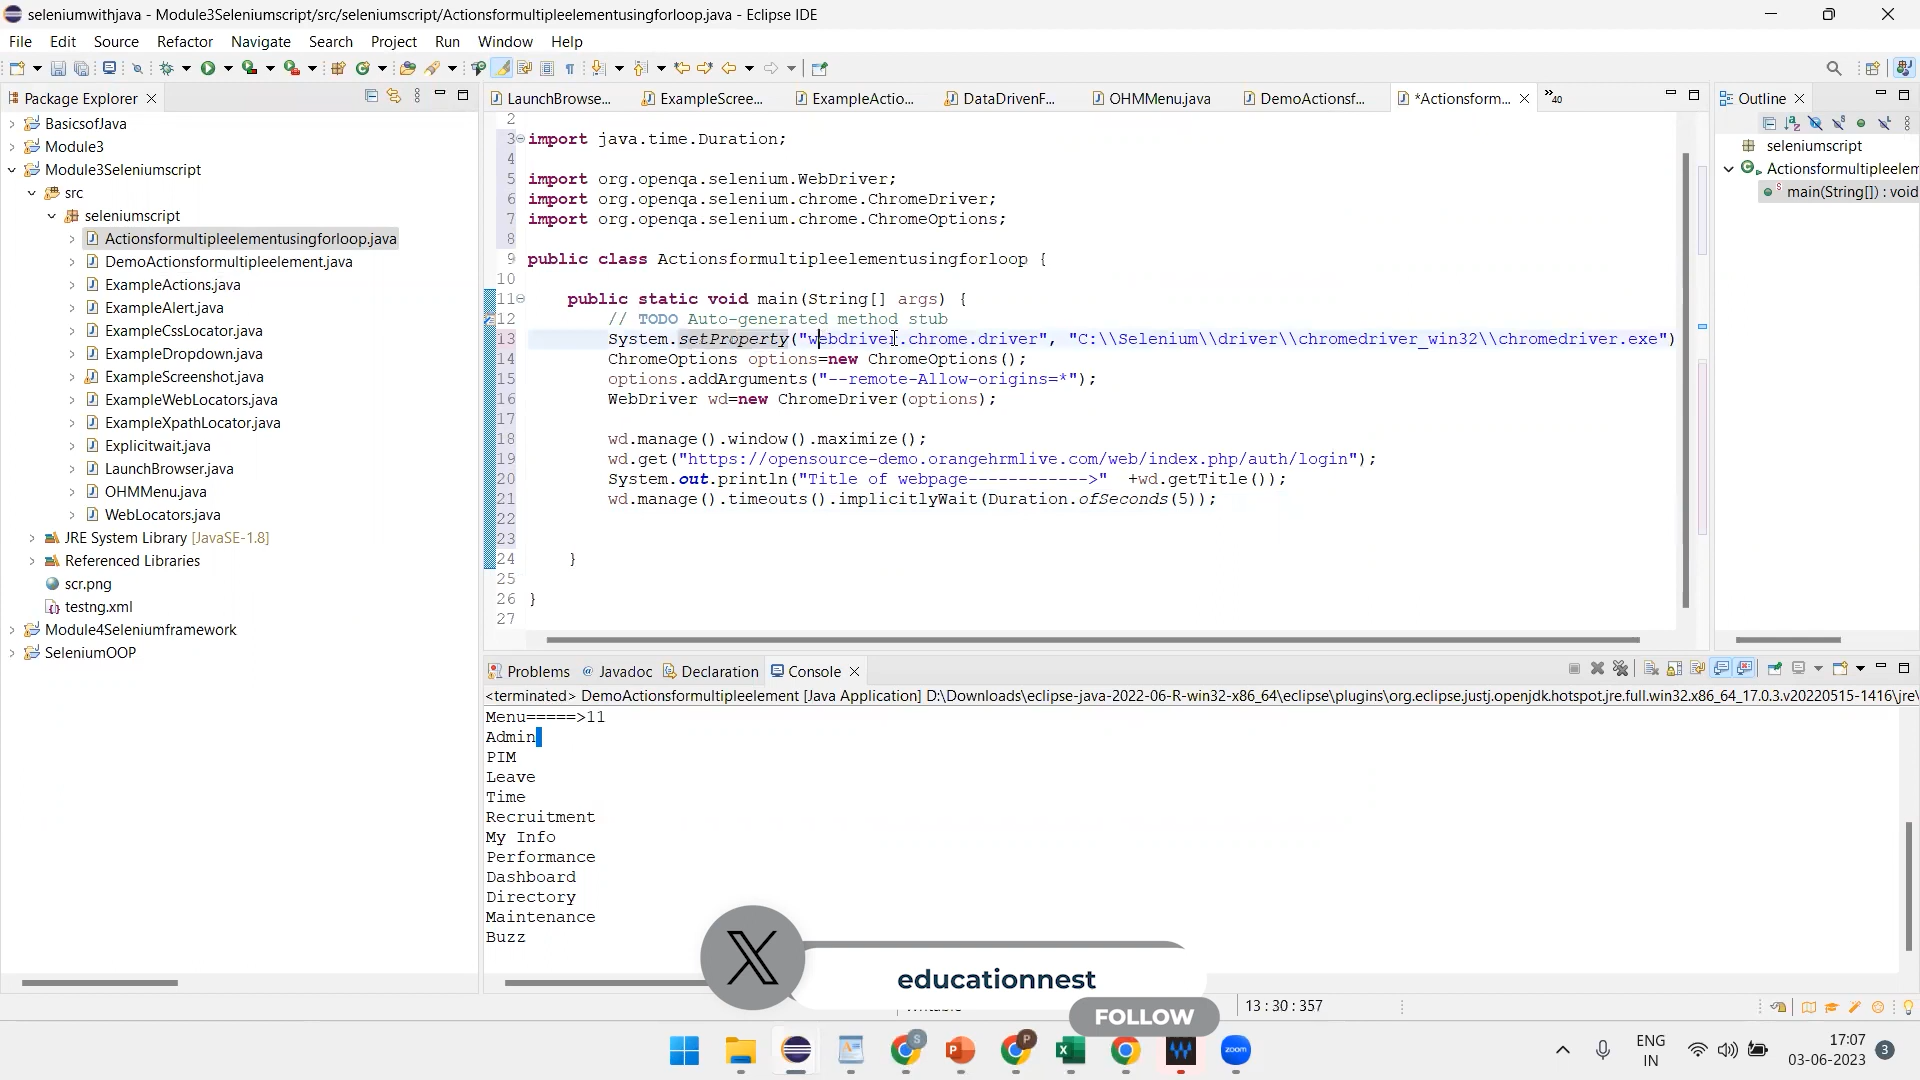 seleniumwithjava - Module3Seleniumscript/src/seleniumscript/Actionsformultipleelementusingforloop.java - Eclipse IDE
File Edit Source Refactor Navigate Search Project Run Window Help
Package Explorer
LaunchBrowse... ExampleScree... ExampleActio... DataDrivenF... OHMMenu.java DemoActionsf... *Actionsform... »40
Outline
BasicsofJava
Module3
Module3Seleniumscript
src
seleniumscript
Actionsformultipleelementusingforloop.java
DemoActionsformultipleelement.java
ExampleActions.java
ExampleAlert.java
ExampleCssLocator.java
ExampleDropdown.java
ExampleScreenshot.java
ExampleWebLocators.java
ExampleXpathLocator.java
Explicitwait.java
LaunchBrowser.java
OHMMenu.java
WebLocators.java
JRE System Library [JavaSE-1.8]
Referenced Libraries
scr.png
testng.xml
Module4Seleniumframework
SeleniumOOP
2
3 import java.time.Duration;
4
5 import org.openqa.selenium.WebDriver;
6 import org.openqa.selenium.chrome.ChromeDriver;
7 import org.openqa.selenium.chrome.ChromeOptions;
8
9 public class Actionsformultipleelementusingforloop {
10
11 public static void main(String[] args) {
12 // TODO Auto-generated method stub
13 System.setProperty("webdriver.chrome.driver", "C:\\Selenium\\driver\\chromedriver_win32\\chromedriver.exe")
14 ChromeOptions options=new ChromeOptions();
15 options.addArguments("--remote-Allow-origins=*");
16 WebDriver wd=new ChromeDriver(options);
17
18 wd.manage().window().maximize();
19 wd.get("https://opensource-demo.orangehrmlive.com/web/index.php/auth/login");
20 System.out.println("Title of webpage------------>" +wd.getTitle());
21 wd.manage().timeouts().implicitlyWait(Duration.ofSeconds(5));
22
23
24 }
25
26 }
27
seleniumscript
Actionsformultipleelem
main(String[]) : void
Problems Javadoc Declaration Console
<terminated> DemoActionsformultipleelement [Java Application] D:\Downloads\eclipse-java-2022-06-R-win32-x86_64\eclipse\plugins\org.eclipse.justj.openjdk.hotspot.jre.full.win32.x86_64_17.0.3.v20220515-1416\jre\
Menu=====>11
Admin
PIM
Leave
Time
Recruitment
My Info
Performance
Dashboard
Directory
Maintenance
Buzz
educationnest
FOLLOW
13 : 30 : 357
S
P
P
X
zoom
ENG
IN
17:07
03-06-2023
3